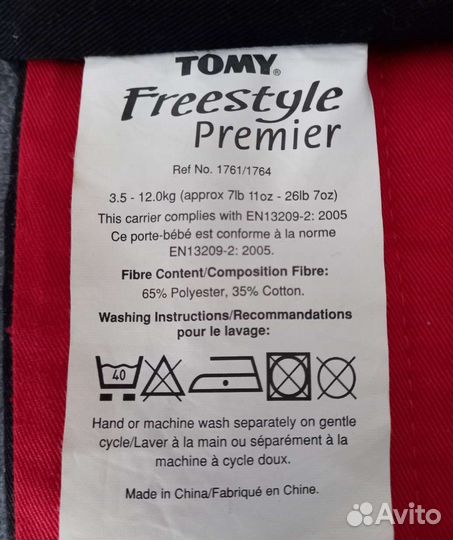 TOMY®
Freestyle
Premier
Ref No. 1761/1764
3.5 - 12.0kg (approx 7lb 11oz - 26lb 7oz)
This carrier complies with EN13209-2: 2005
Ce porte-bébé est conforme à la norme
EN13209-2: 2005.
Fibre Content/Composition Fibre:
65% Polyester, 35% Cotton.
Washing Instructions/Recommandations
pour le lavage:
40
Hand or machine wash separately on gentle
cycle/Laver à la main ou séparément à la
machine à cycle doux.
Made in China/Fabriqué en Chine.
Avito